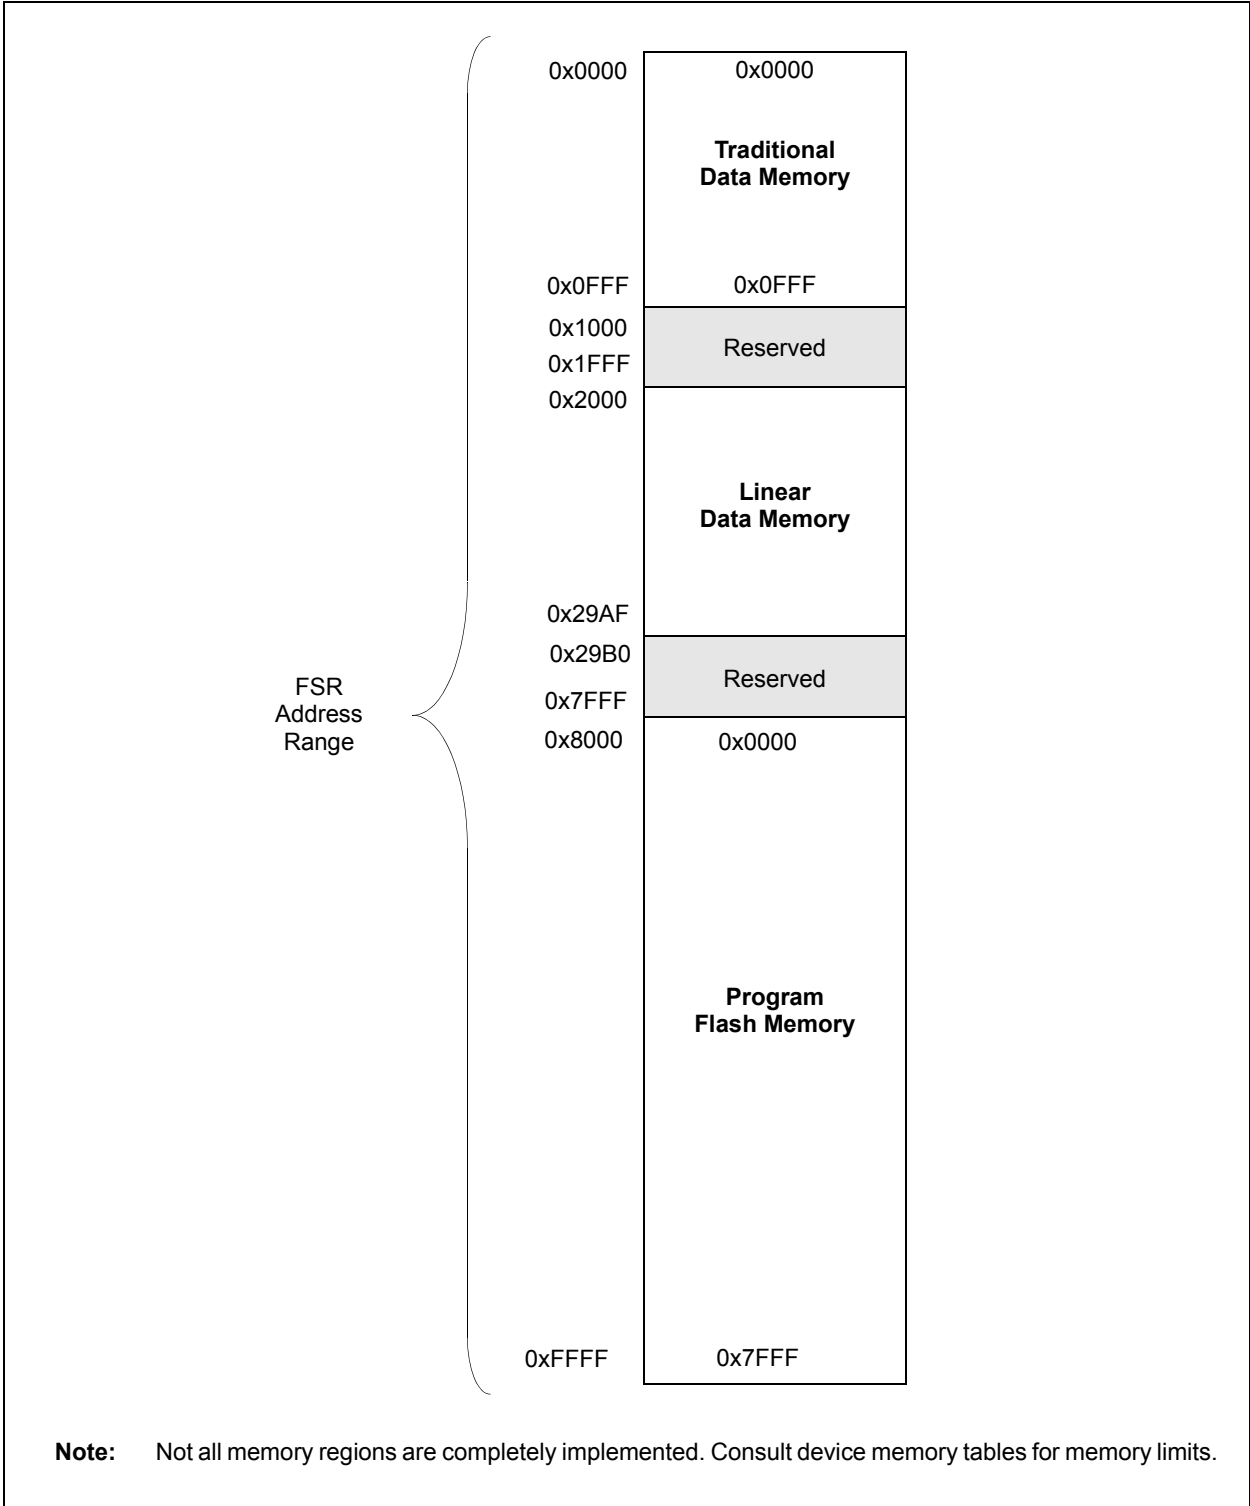 0x0000 0x0000
Traditional
Data Memory
0x0FFF 0x0FFF
0x1000
Reserved
0x1FFF
0x2000
Linear
Data Memory
0x29AF
0x29B0
Reserved
0x7FFF
FSR
Address
Range
0x8000 0x0000
Program
Flash Memory
0xFFFF 0x7FFF
Note: Not all memory regions are completely implemented. Consult device memory tables for memory limits.